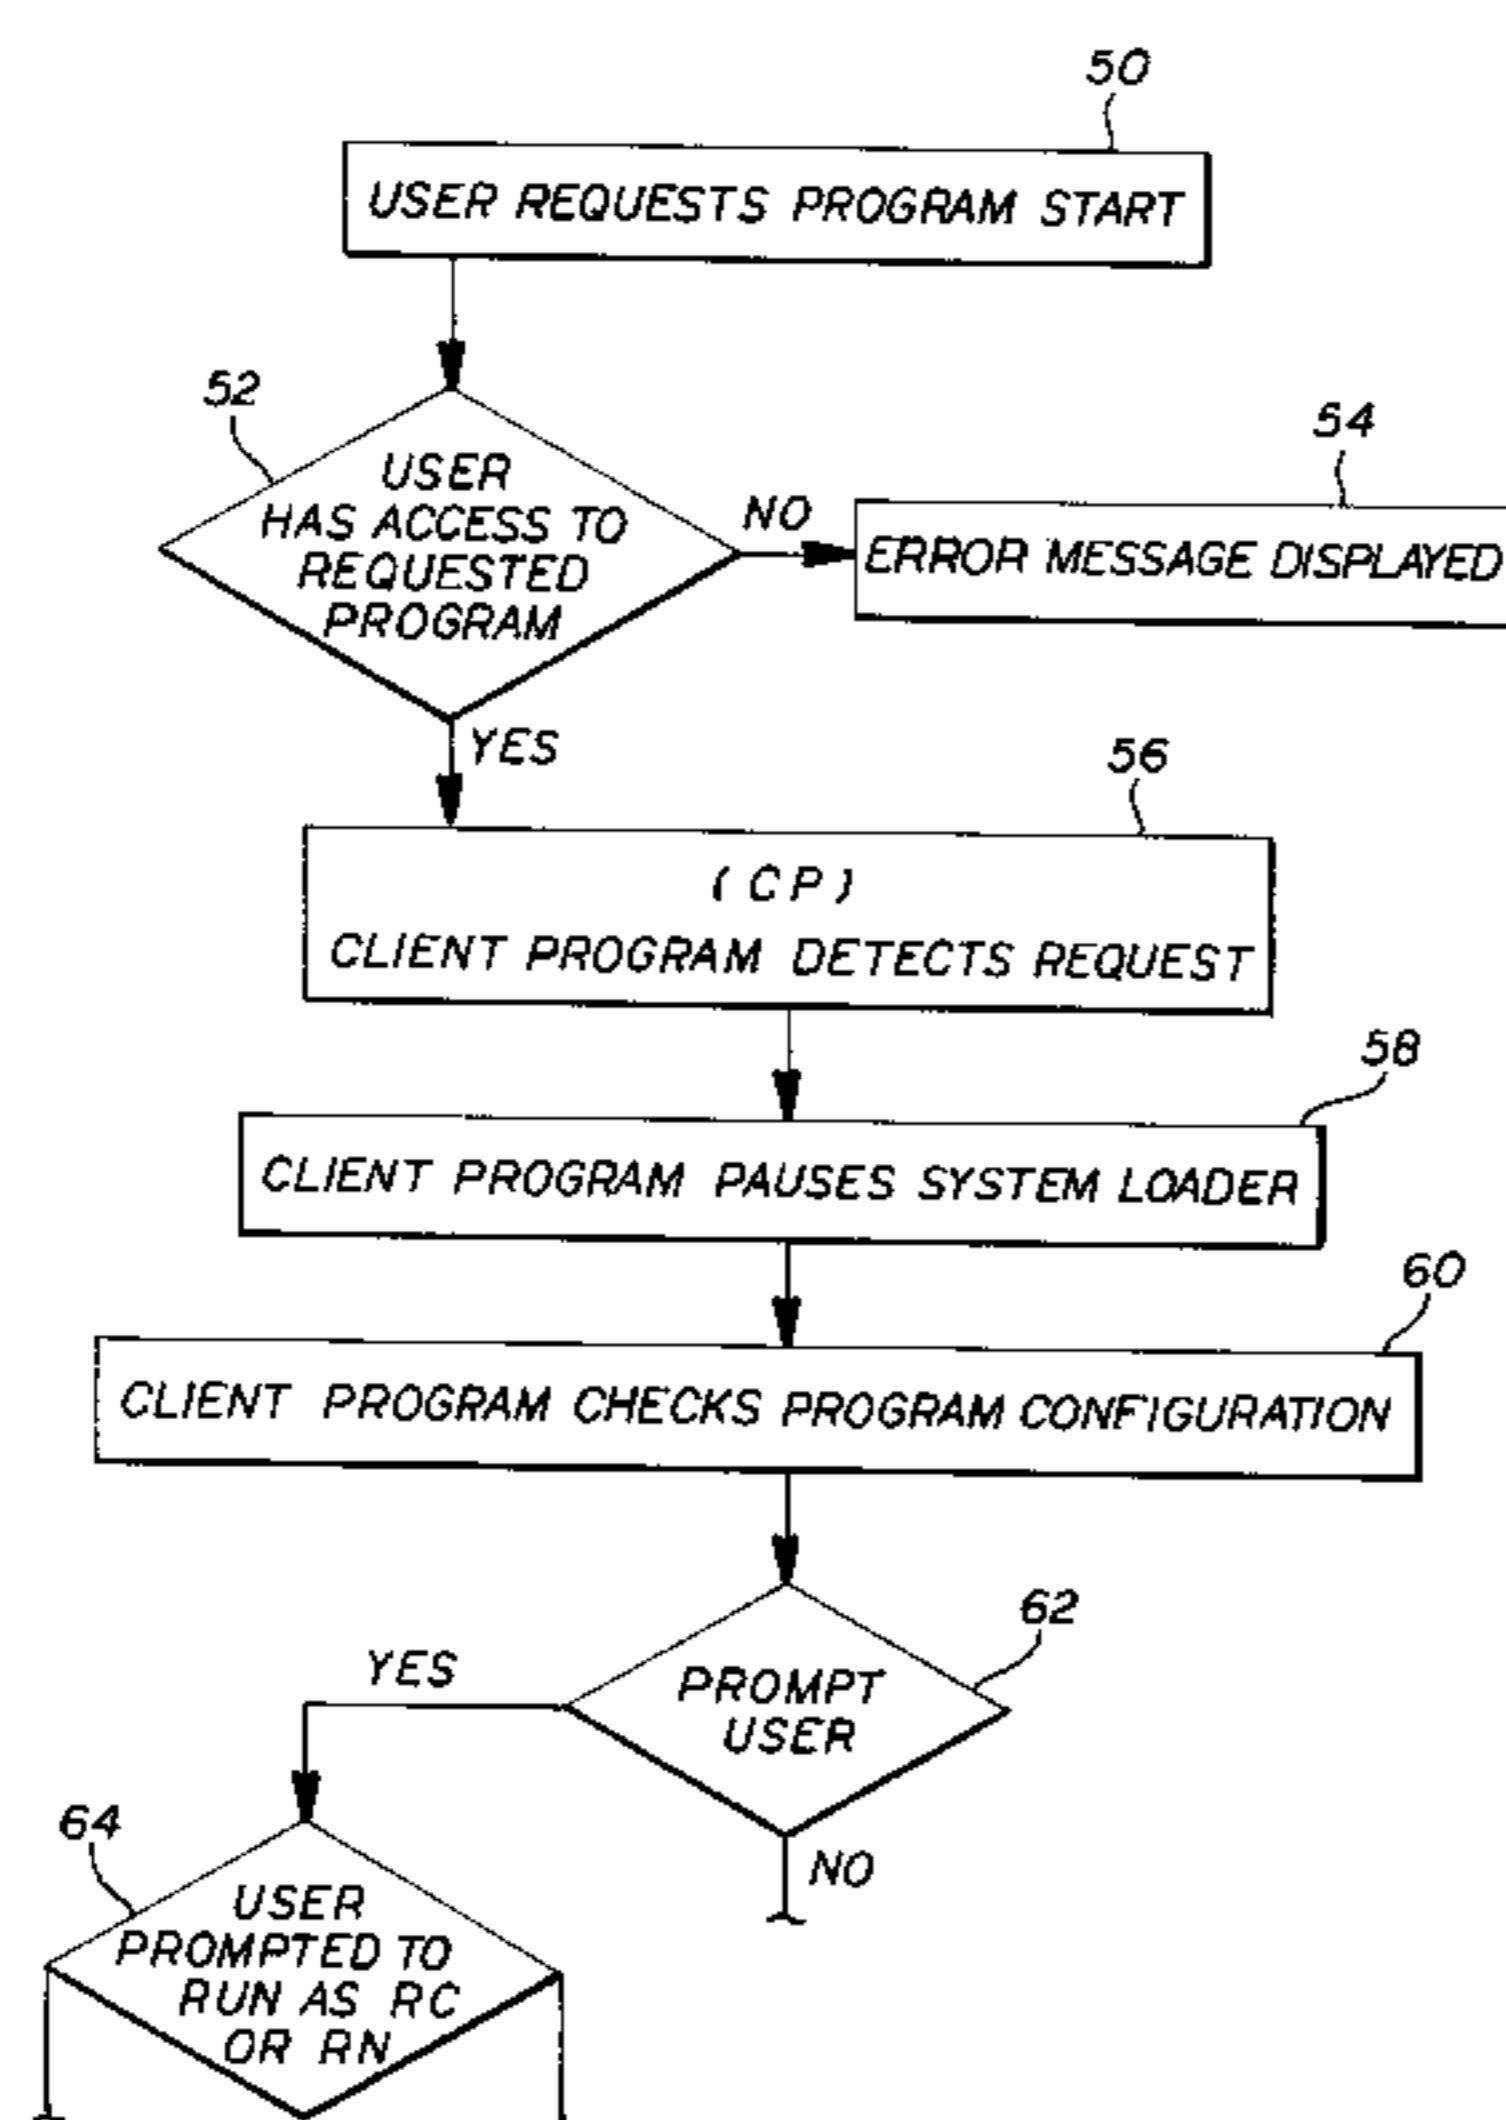 50
USER REQUESTS PROGRAM START
52
USER
HAS ACCESS TO
REQUESTED
PROGRAM
NO
54
ERROR MESSAGE DISPLAYED
YES
56
(CP)
CLIENT PROGRAM DETECTS REQUEST
58
CLIENT PROGRAM PAUSES SYSTEM LOADER
60
CLIENT PROGRAM CHECKS PROGRAM CONFIGURATION
62
PROMPT
USER
YES
NO
64
USER
PROMPTED TO
RUN AS RC
OR RN